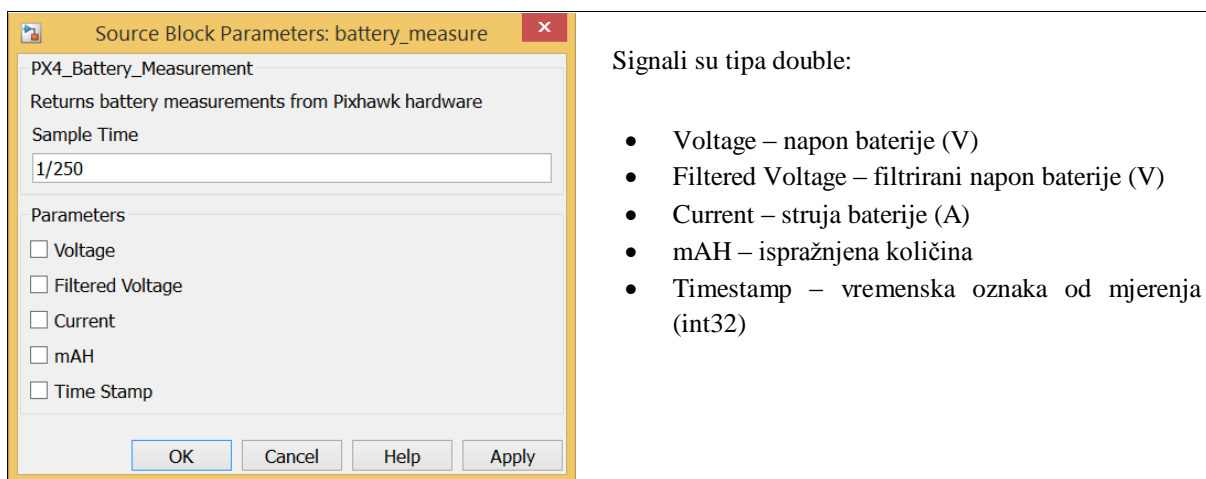 Source Block Parameters: battery_measure
PX4_Battery_Measurement
Returns battery measurements from Pixhawk hardware
Sample Time
1/250
Parameters
Voltage
Filtered Voltage
Current
mAH
Time Stamp
OK Cancel Help Apply
Signali su tipa double:
• Voltage – napon baterije (V)
• Filtered Voltage – filtrirani napon baterije (V)
• Current – struja baterije (A)
• mAH – ispražnjena količina
• Timestamp – vremenska oznaka od mjerenja
(int32)